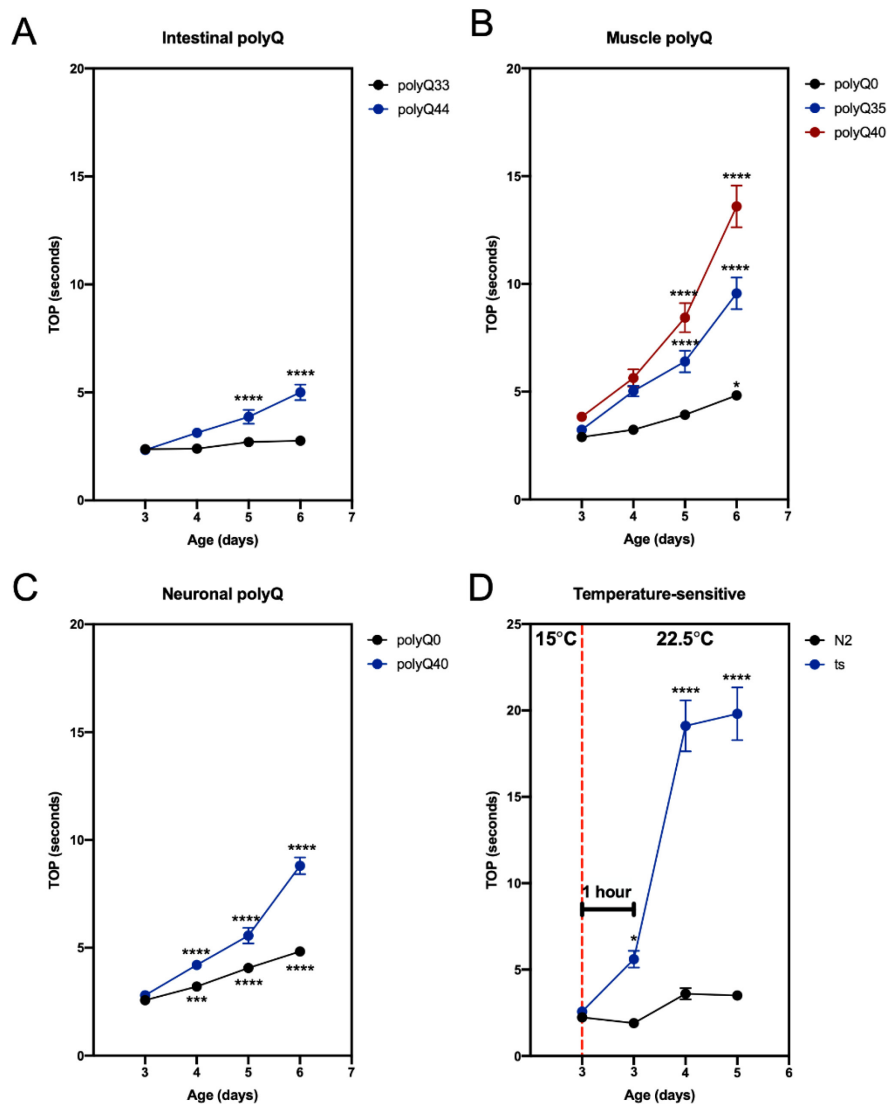 A
Intestinal polyQ
polyQ33
polyQ44
20
15
10
5
0
TOP (seconds)
****
****
3 4 5 6 7
Age (days)
B
Muscle polyQ
polyQ0
polyQ35
polyQ40
20
15
10
5
0
TOP (seconds)
****
****
****
****
*
3 4 5 6 7
Age (days)
C
Neuronal polyQ
polyQ0
polyQ40
20
15
10
5
0
TOP (seconds)
****
****
****
***
****
****
3 4 5 6 7
Age (days)
D
Temperature-sensitive
N2
ts
25
20
15
10
5
0
TOP (seconds)
15°C 22.5°C
**** ****
1 hour
*
3 3 4 5 6
Age (days)